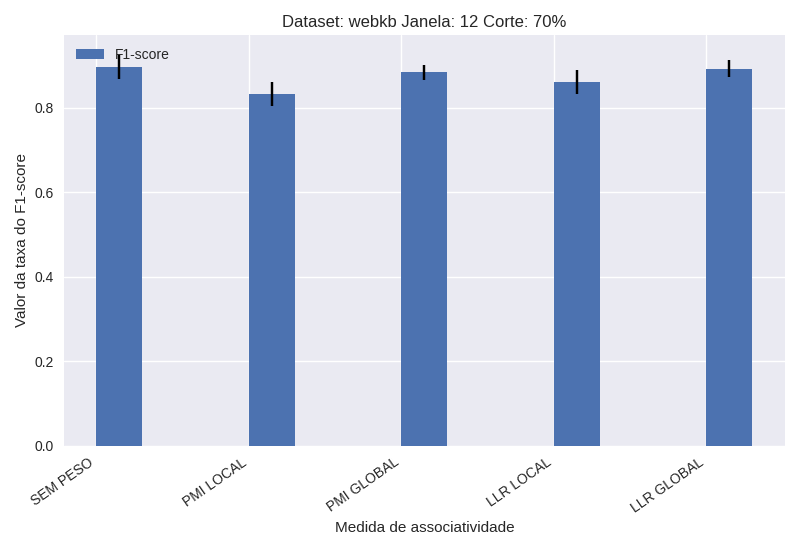 Dataset: webkb Janela: 12 Corte: 70%
F1-score
Valor da taxa do F1-score
0.8
0.6
0.4
0.2
0.0
SEM PESO
PMI LOCAL
PMI GLOBAL
LLR LOCAL
LLR GLOBAL
Medida de associatividade